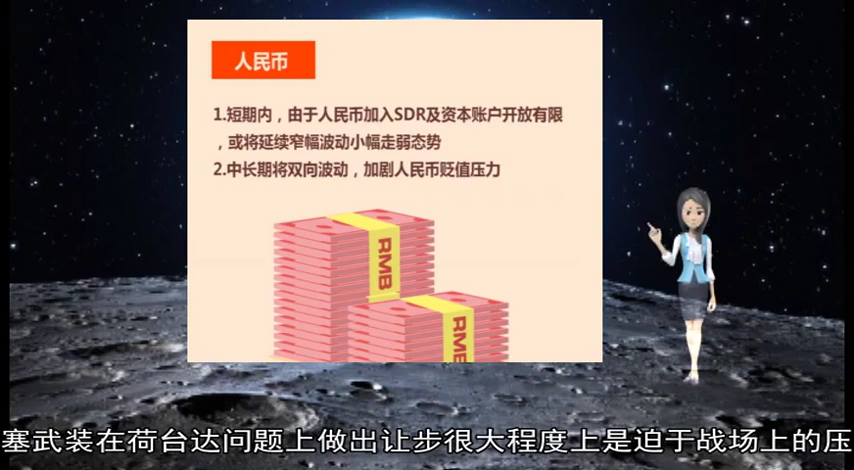 人民币
1.短期内，由于人民币加入SDR及资本账户开放有限
，或将延续窄幅波动小幅走弱态势
2.中长期将双向波动，加剧人民币贬值压力
RMB
RMB
塞武装在荷台达问题上做出让步很大程度上是迫于战场上的压